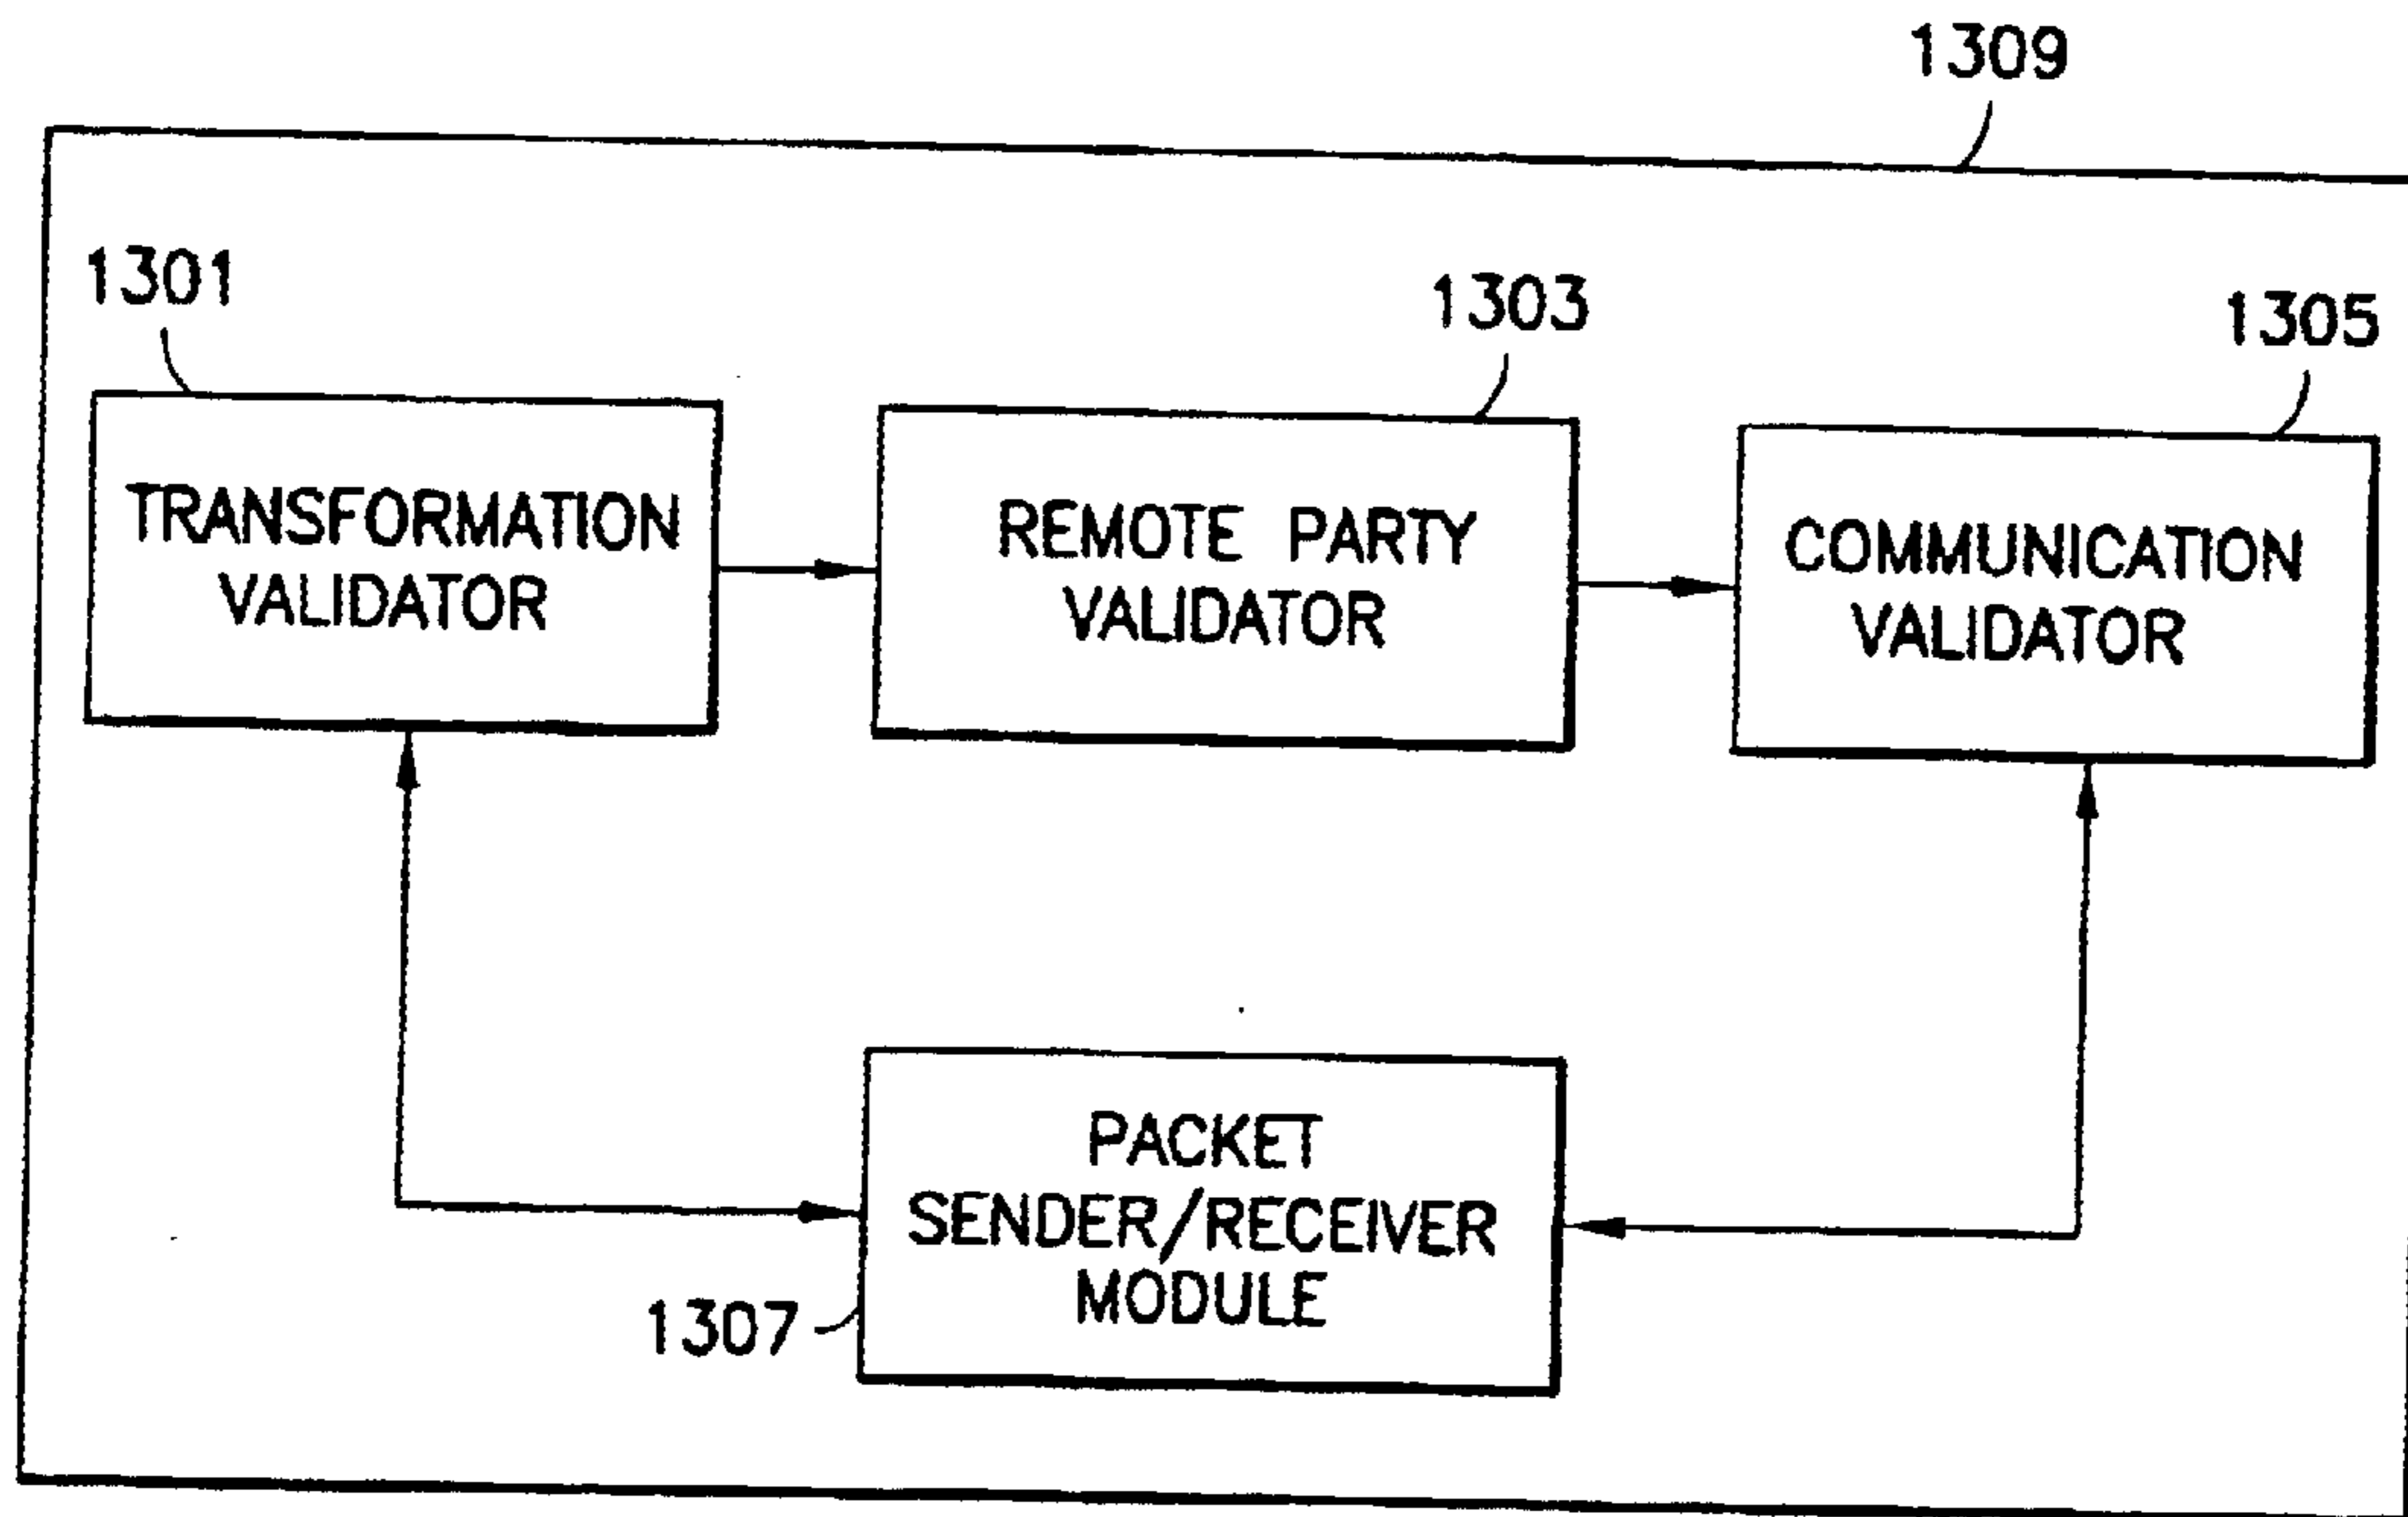 1309
1301
1303
1305
TRANSFORMATION
VALIDATOR
REMOTE PARTY
VALIDATOR
COMMUNICATION
VALIDATOR
PACKET
SENDER/RECEIVER
MODULE
1307